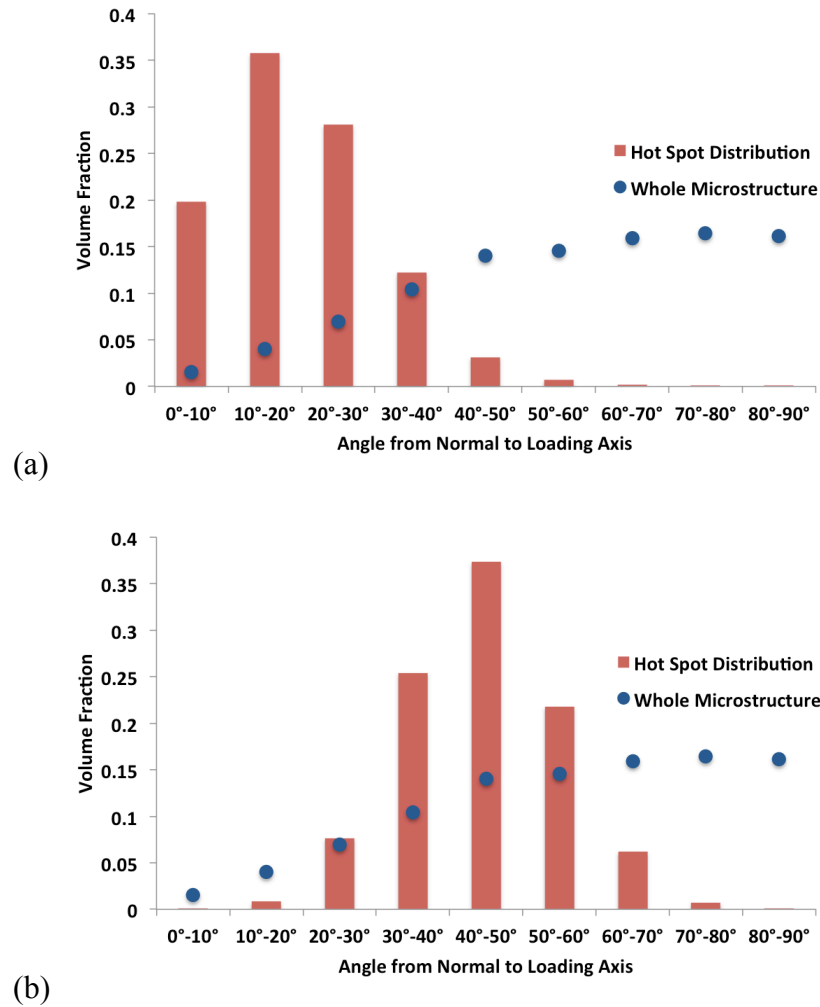 0.4
0.35
0.3
0.25
0.2
0.15
0.1
0.05
0
Volume Fraction
Hot Spot Distribution
Whole Microstructure
0°-10° 10°-20° 20°-30° 30°-40° 40°-50° 50°-60° 60°-70° 70°-80° 80°-90°
Angle from Normal to Loading Axis
(a)
0.4
0.35
0.3
0.25
0.2
0.15
0.1
0.05
0
Volume Fraction
Hot Spot Distribution
Whole Microstructure
0°-10° 10°-20° 20°-30° 30°-40° 40°-50° 50°-60° 60°-70° 70°-80° 80°-90°
Angle from Normal to Loading Axis
(b)